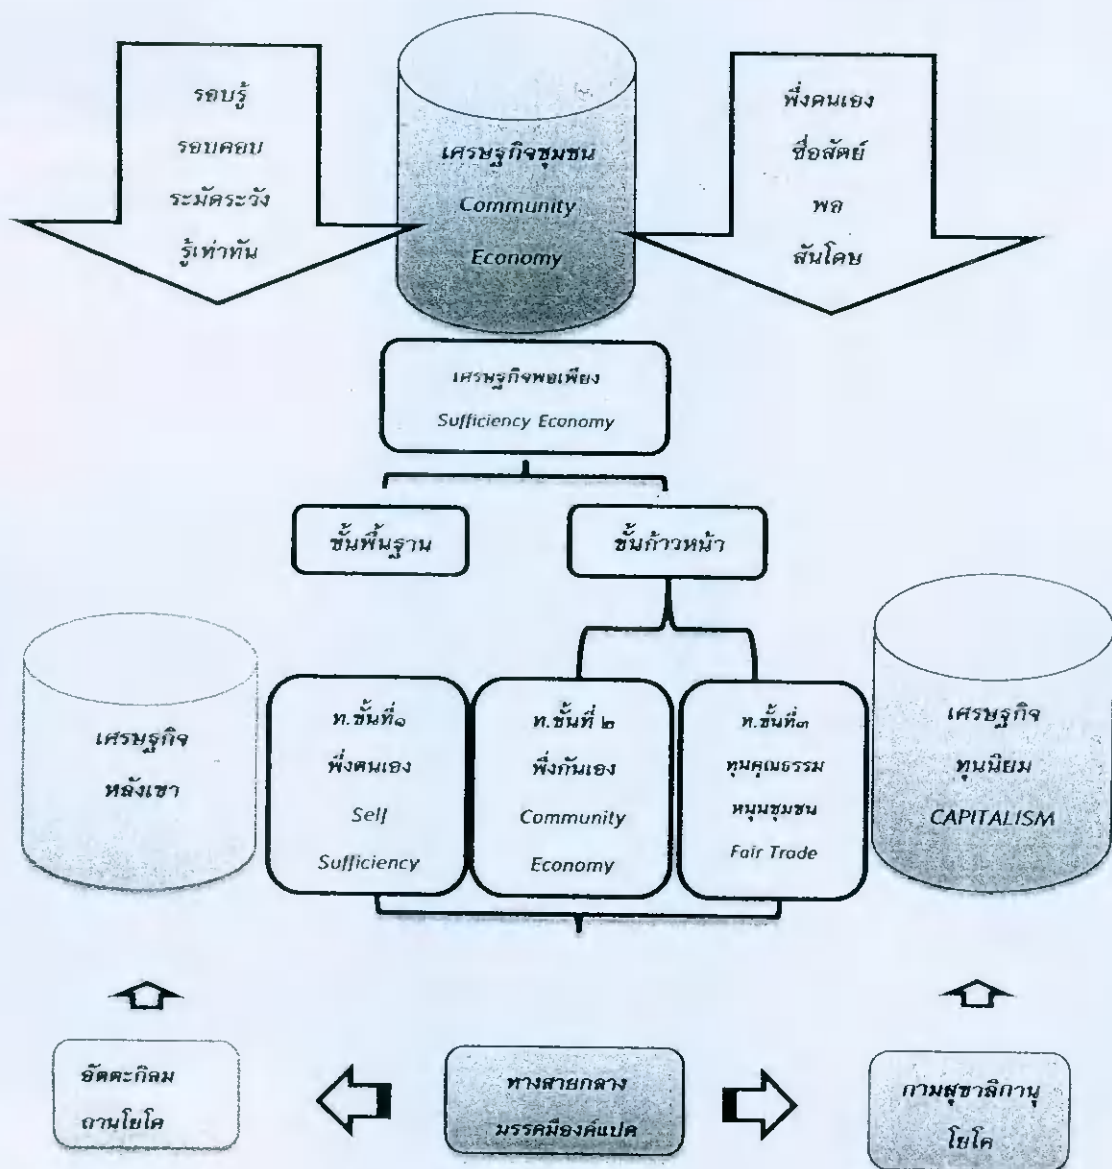 รอบรู้
รอบคอบ
ระมัดระวัง
รู้เท่าทัน
เศรษฐกิจชุมชน
Community
Economy
พึ่งตนเอง
ซื่อสัตย์
พอ
สันโดษ
เศรษฐกิจพอเพียง
Sufficiency Economy
ขั้นพื้นฐาน
ขั้นก้าวหน้า
เศรษฐกิจ
หลังเขา
ท.ขั้นที่๑
พึ่งตนเอง
Self
Sufficiency
ท.ขั้นที่ ๒
พึ่งกันเอง
Community
Economy
ท.ขั้นที่๓
ทุนคุณธรรม
หนุนชุมชน
Fair Trade
เศรษฐกิจ
ทุนนิยม
CAPITALISM
อัตตะกิลม
ถานโยโค
ทางสายกลาง
มรรคมีองค์แปด
กามสุขาลิกานุ
โยโค